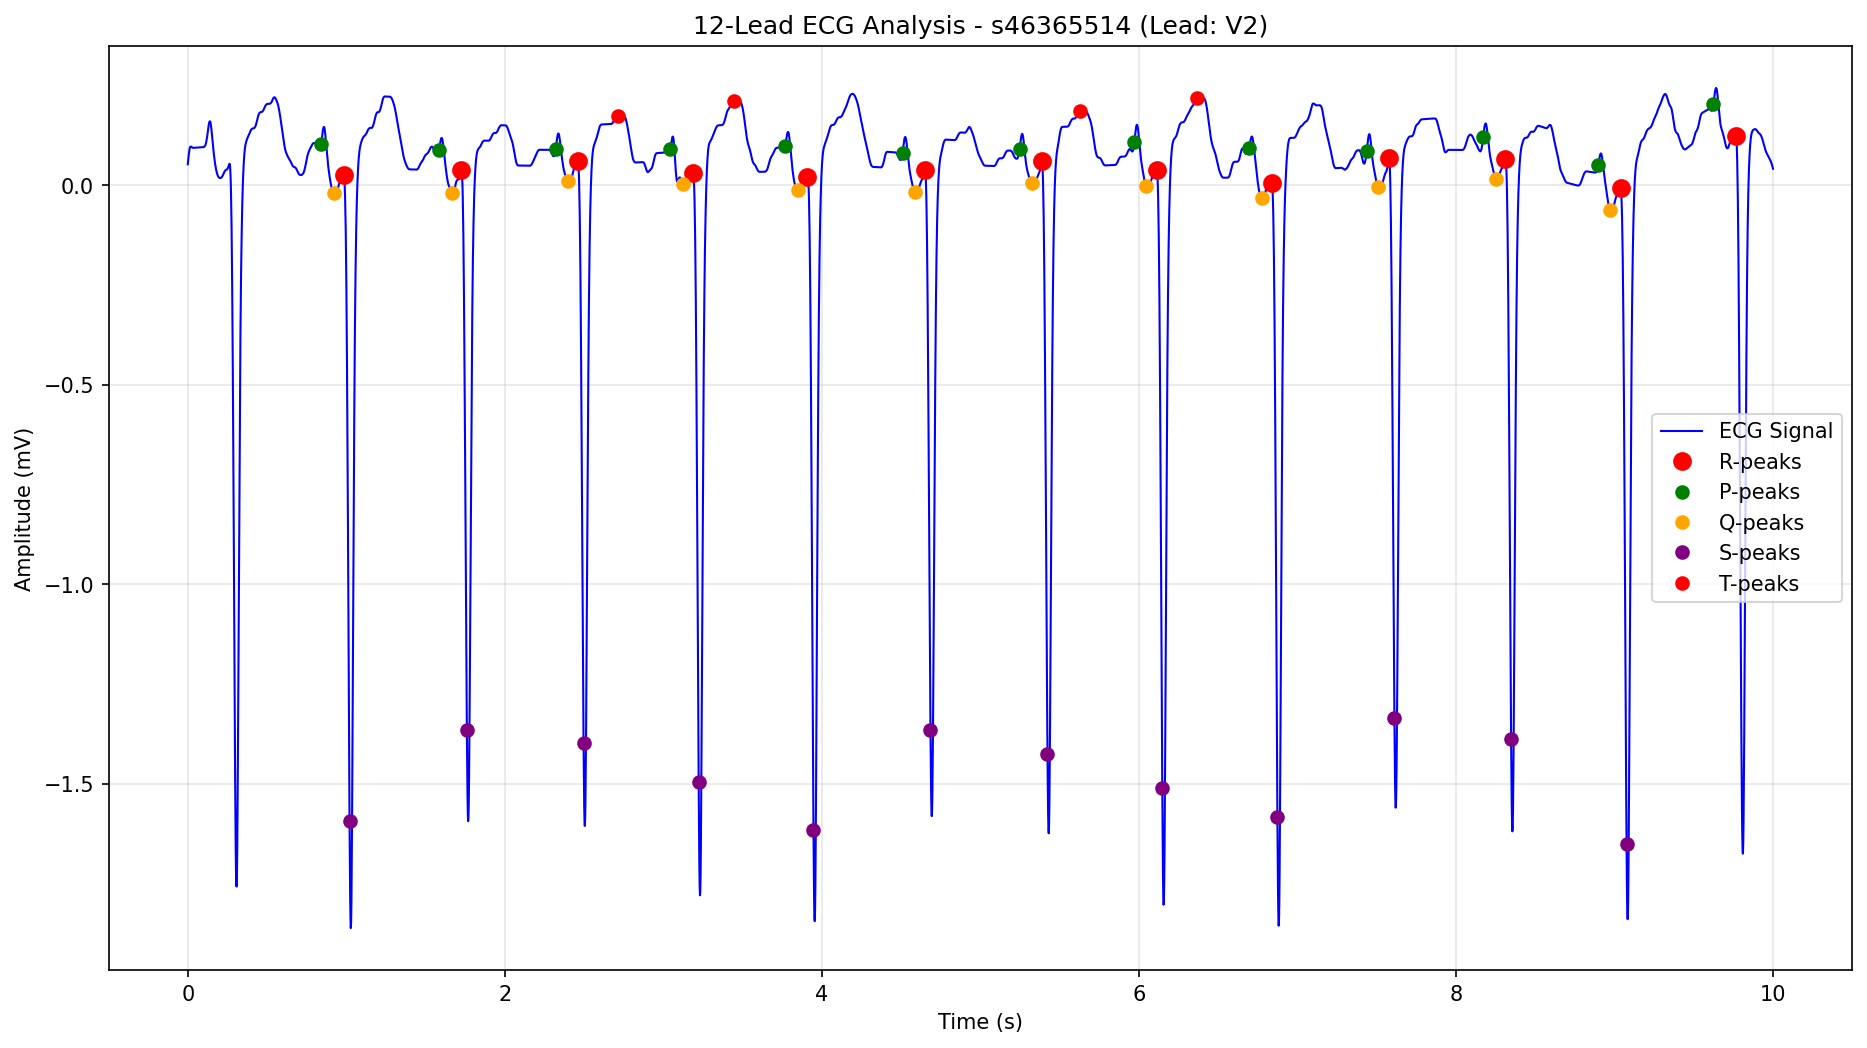 12-Lead ECG Analysis - s46365514 (Lead: V2)
Amplitude (mV)
0.0
−0.5
−1.0
−1.5
ECG Signal
R-peaks
P-peaks
Q-peaks
S-peaks
T-peaks
0 2 4 6 8 10
Time (s)